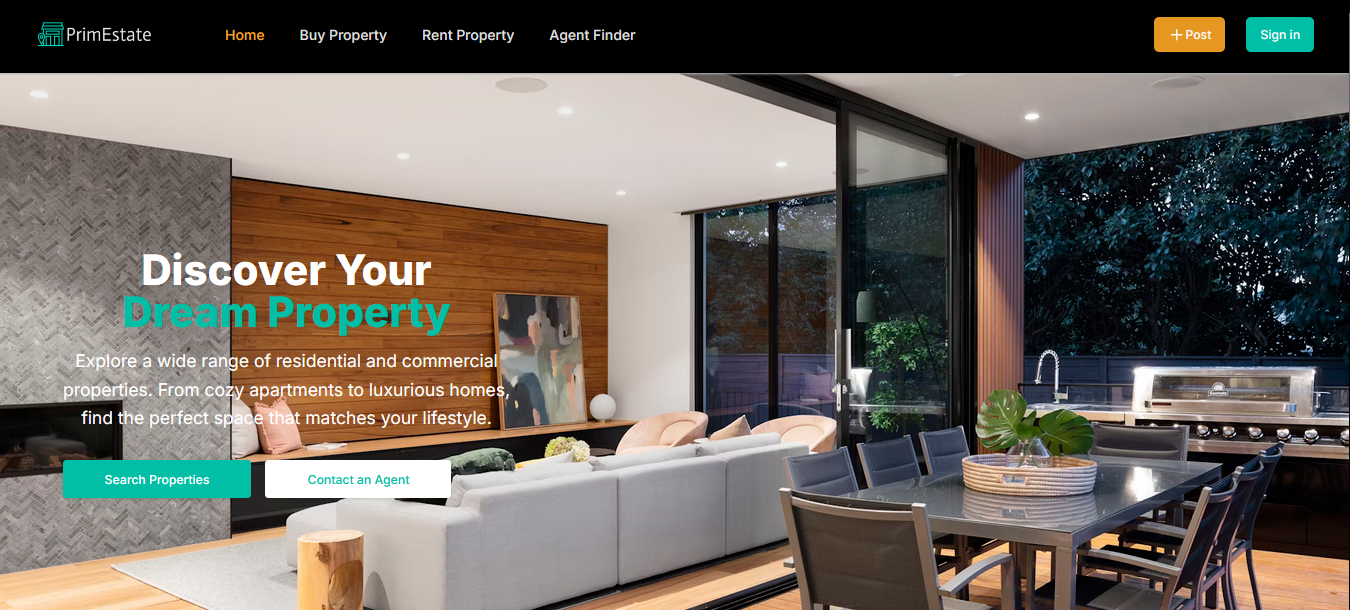 PrimEstate
Home
Buy Property
Rent Property
Agent Finder
+Post
Sign in
Discover Your
Dream Property
Explore a wide range of residential and commercial
properties. From cozy apartments to luxurious homes,
find the perfect space that matches your lifestyle.
Search Properties
Contact an Agent